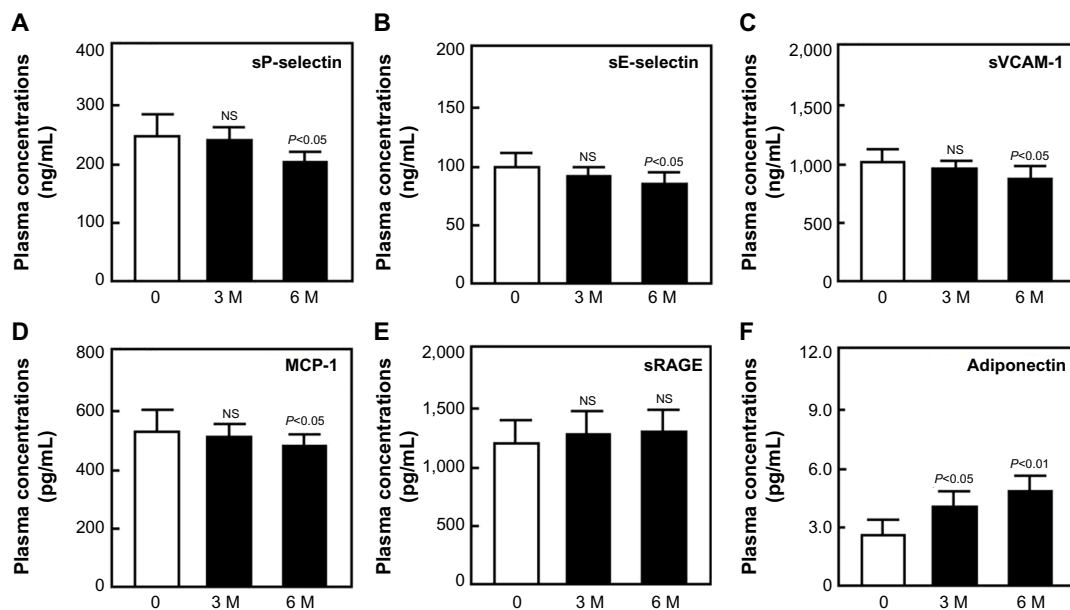 A
sP-selectin
Plasma concentrations
(ng/mL)
400
300
200
100
0
NS
P<0.05
0 3 M 6 M
B
sE-selectin
Plasma concentrations
(ng/mL)
200
150
100
50
0
NS
P<0.05
0 3 M 6 M
C
sVCAM-1
Plasma concentrations
(ng/mL)
2,000
1,500
1,000
500
0
NS
P<0.05
0 3 M 6 M
D
MCP-1
Plasma concentrations
(pg/mL)
800
600
400
200
0
NS
P<0.05
0 3 M 6 M
E
sRAGE
Plasma concentrations
(pg/mL)
2,000
1,500
1,000
500
0
NS
NS
0 3 M 6 M
F
Adiponectin
Plasma concentrations
(pg/mL)
12.0
9.0
6.0
3.0
0
P<0.05
P<0.01
0 3 M 6 M